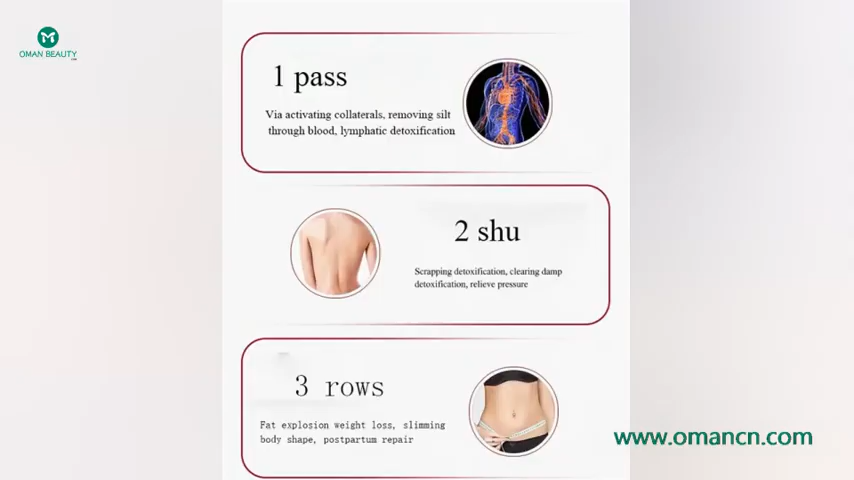 OMAN BEAUTY
1 pass
Via activating collaterals, removing silt
through blood, lymphatic detoxification
2 shu
Scrapping detoxification, clearing damp
detoxification, relieve pressure
3 rows
Fat explosion weight loss, slimming
body shape, postpartum repair
www.omancn.com